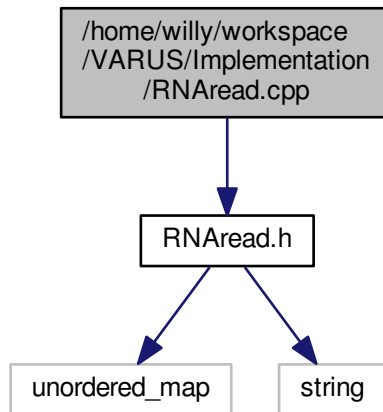 /home/willy/workspace
/VARUS/Implementation
/RNAread.cpp
RNAread.h
unordered_map
string